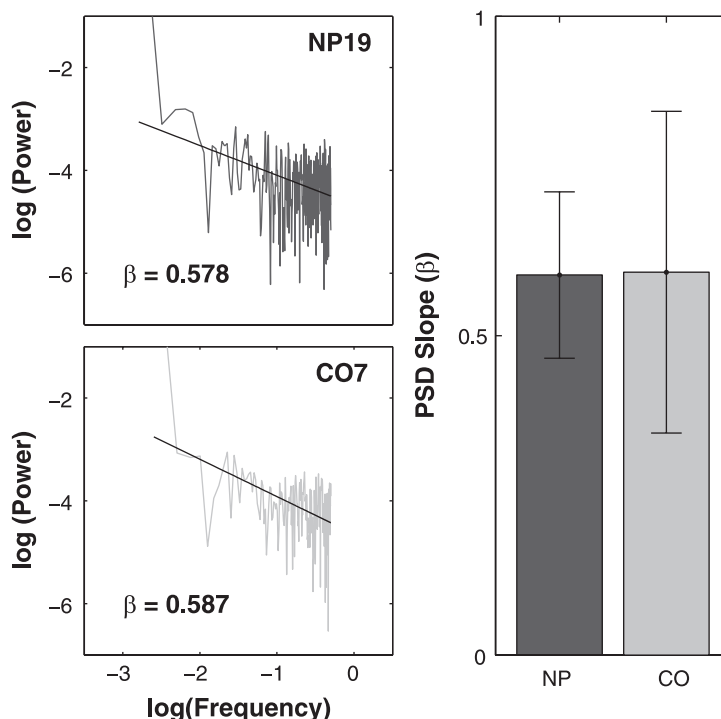 NP19
−2
−4
−6
log (Power)
β = 0.578
CO7
−2
−4
−6
log (Power)
β = 0.587
−3
−2
−1
0
log(Frequency)
1
0.5
0
PSD Slope (β)
NP
CO